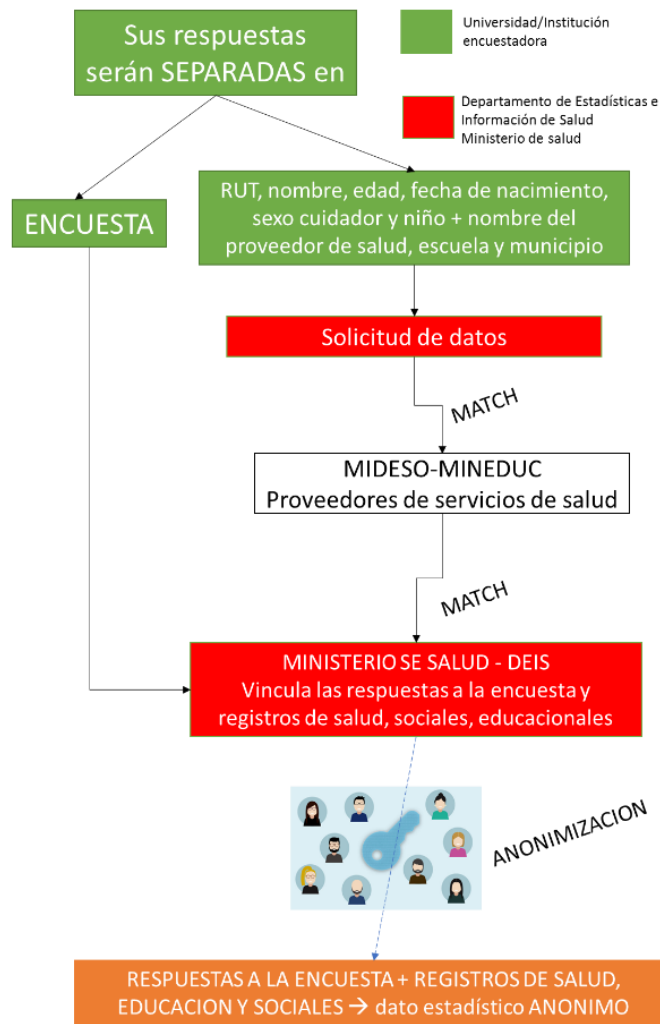 Sus respuestas
serán SEPARADAS en
Universidad/Institución
encuestadora
Departamento de Estadísticas e
Información de Salud
Ministerio de salud
ENCUESTA
RUT, nombre, edad, fecha de nacimiento,
sexo cuidador y niño + nombre del
proveedor de salud, escuela y municipio
Solicitud de datos
MATCH
MIDESO-MINEDUC
Proveedores de servicios de salud
MATCH
MINISTERIO SE SALUD - DEIS
Vincula las respuestas a la encuesta y
registros de salud, sociales, educacionales
ANONIMIZACION
RESPUESTAS A LA ENCUESTA + REGISTROS DE SALUD,
EDUCACION Y SOCIALES → dato estadístico ANONIMO